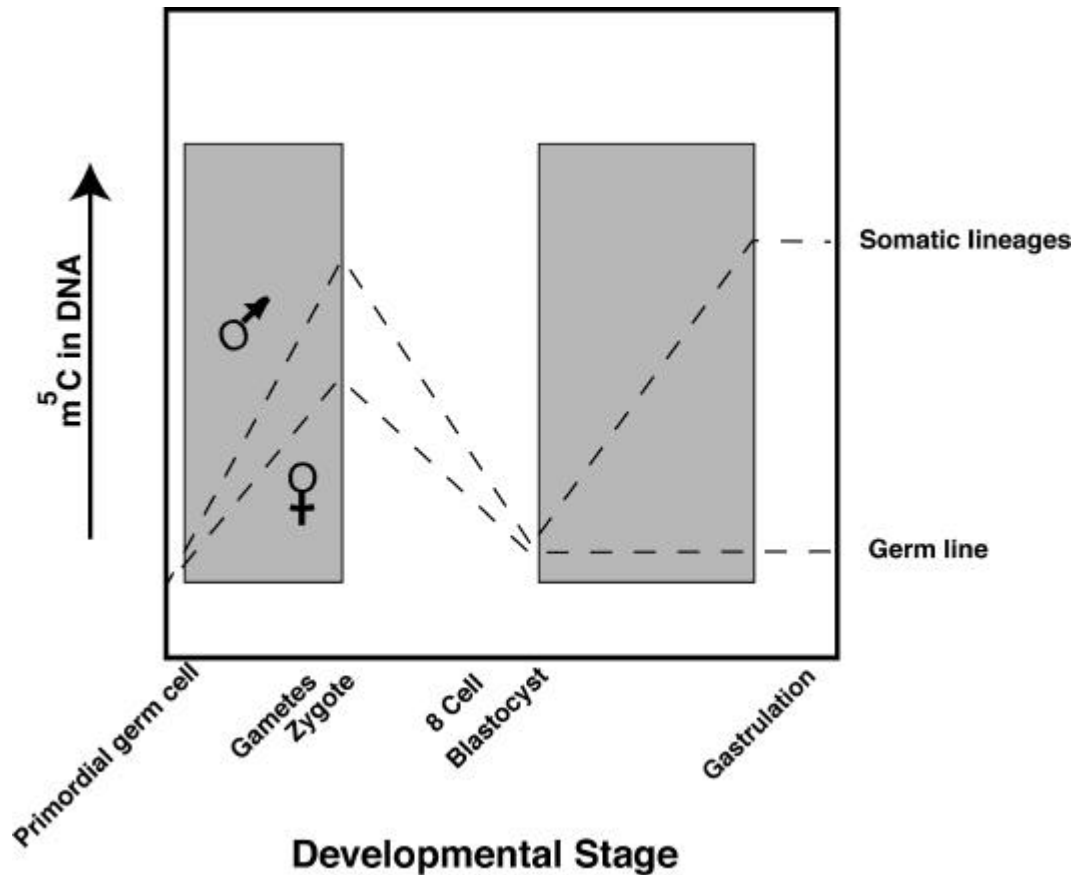 5
m C in DNA
Somatic lineages
Germ line
Primordial germ cell
Gametes
Zygote
8 Cell
Blastocyst
Gastrulation
Developmental Stage